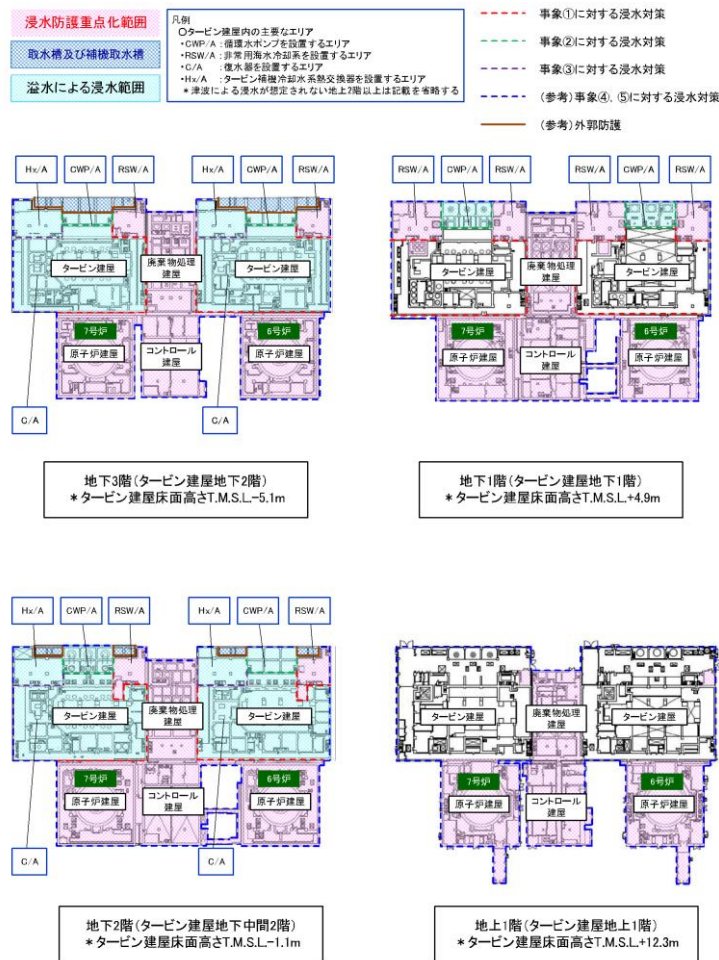 浸水防護重点化範囲
取水槽及び補機取水槽
溢水による浸水範囲
凡例
○タービン建屋内の主要なエリア
・CWP/A：循環水ポンプを設置するエリア
・RSW/A：非常用海水冷却系を設置するエリア
・C/A：復水器を設置するエリア
・Hx/A：タービン補機冷却水系熱交換器を設置するエリア
＊津波による浸水が想定されない地上2階以上は記載を省略する
事象①に対する浸水対策
事象②に対する浸水対策
事象③に対する浸水対策
(参考)事象④,⑤に対する浸水対策
(参考)外郭防護
Hx/A CWP/A RSW/A Hx/A CWP/A RSW/A
タービン建屋
廃棄物処理
建屋
タービン建屋
7号炉
原子炉建屋
コントロール
建屋
6号炉
原子炉建屋
C/A C/A
地下3階(タービン建屋地下2階)
＊タービン建屋床面高さT.M.S.L.−5.1m
RSW/A CWP/A RSW/A RSW/A CWP/A RSW/A
タービン建屋
廃棄物処理
建屋
タービン建屋
7号炉
原子炉建屋
コントロール
建屋
6号炉
原子炉建屋
地下1階(タービン建屋地下1階)
＊タービン建屋床面高さT.M.S.L.+4.9m
Hx/A CWP/A RSW/A Hx/A CWP/A RSW/A
タービン建屋
廃棄物処理
建屋
タービン建屋
7号炉
原子炉建屋
コントロール
建屋
6号炉
原子炉建屋
C/A C/A
地下2階(タービン建屋地下中間2階)
＊タービン建屋床面高さT.M.S.L.−1.1m
タービン建屋
廃棄物処理
建屋
タービン建屋
7号炉
原子炉建屋
コントロール
建屋
6号炉
原子炉建屋
地上1階(タービン建屋地上1階)
＊タービン建屋床面高さT.M.S.L.+12.3m